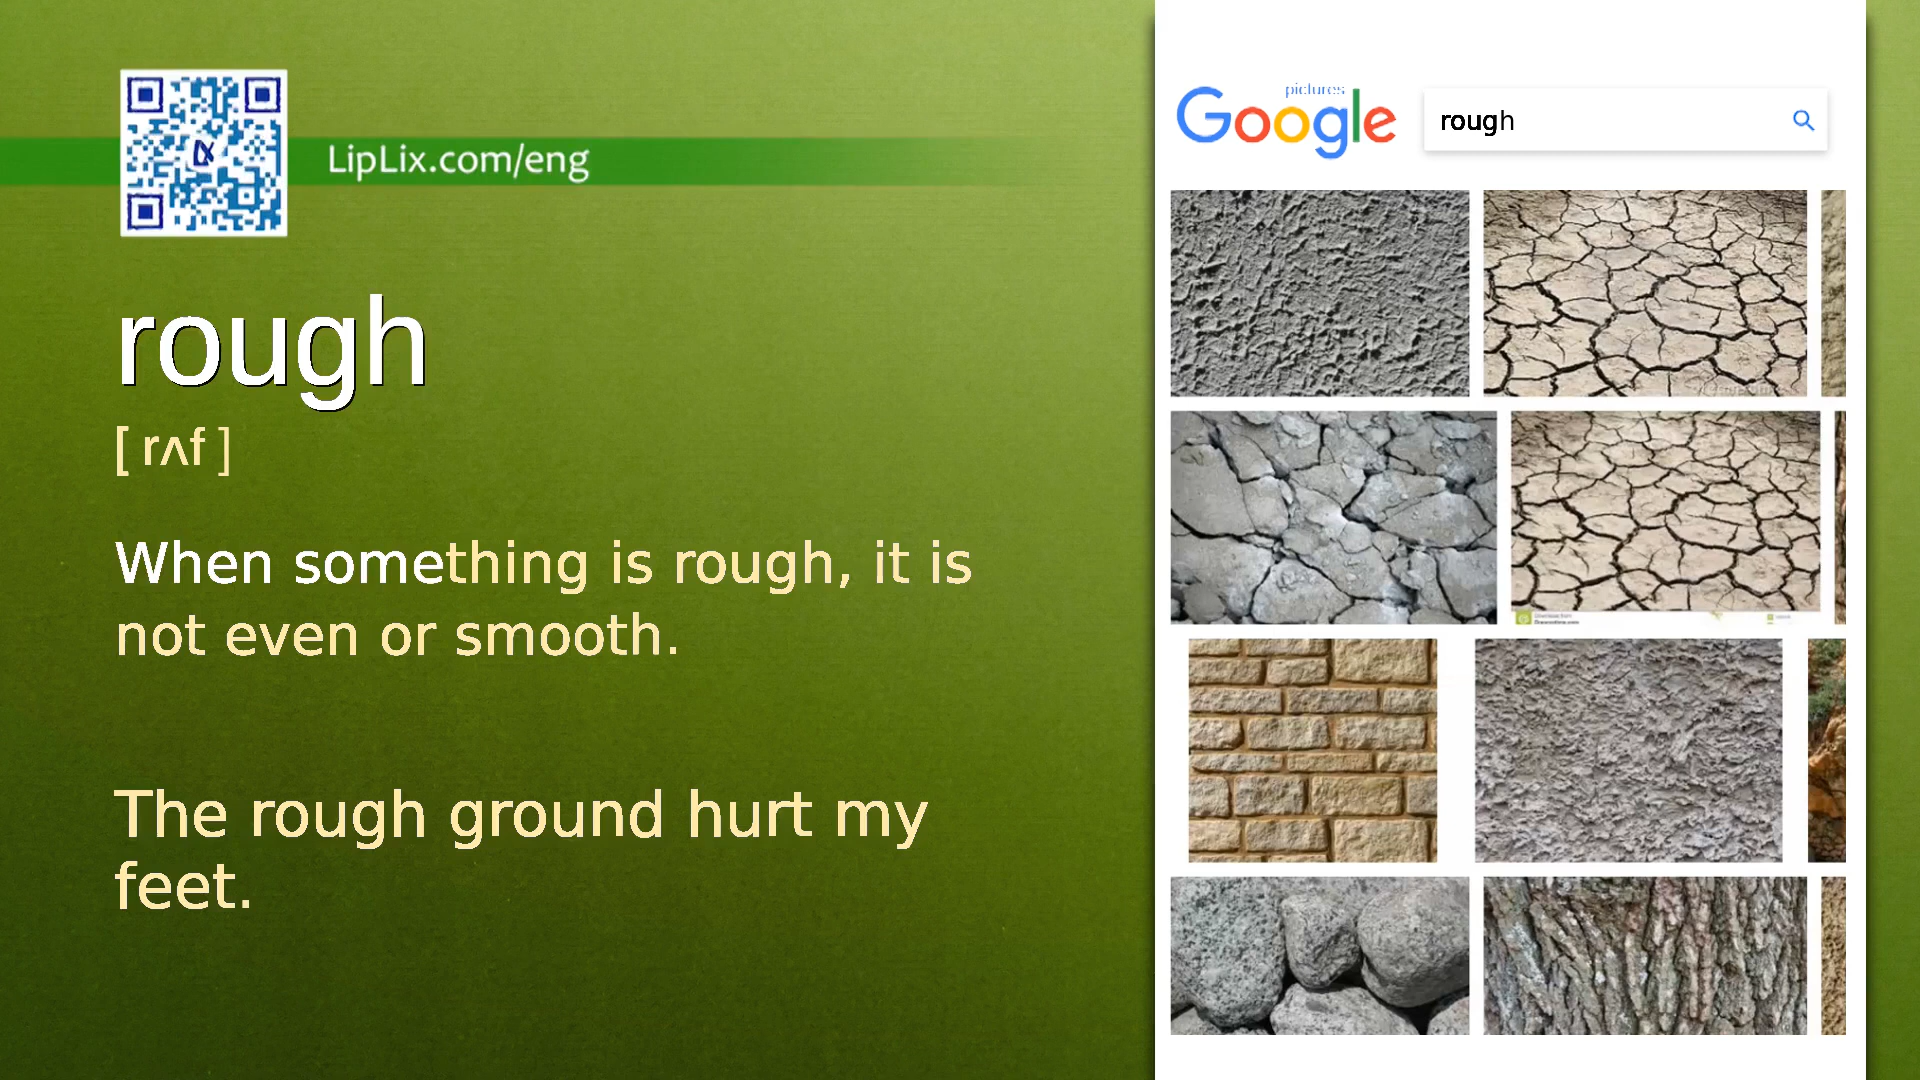 LipLix.com/eng
rough
[ rʌf ]
When something is rough, it is
not even or smooth.
The rough ground hurt my
feet.
pictures
Google
rough